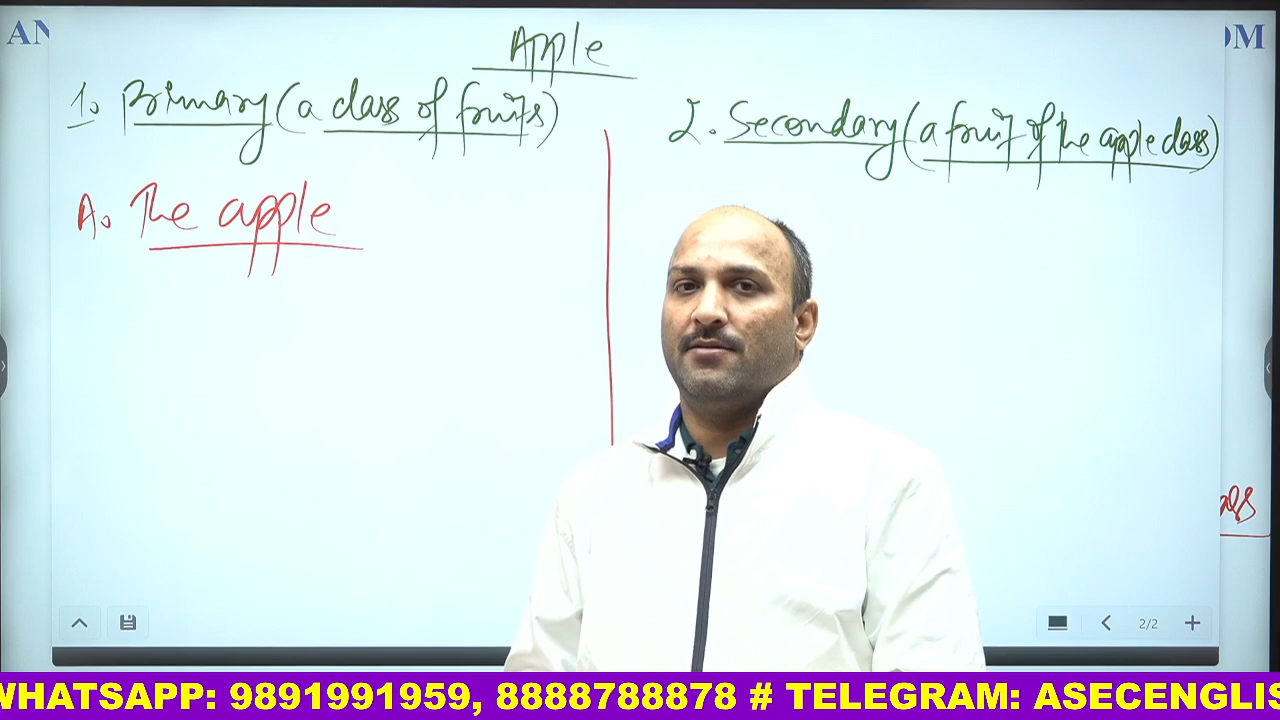 AN
OM
Apple
1. Primary (a class of fruits)
2. Secondary (a fruit of the apple class)
A. The apple
2/2
WHATSAPP: 9891991959, 8888788878 # TELEGRAM: ASECENGLIS